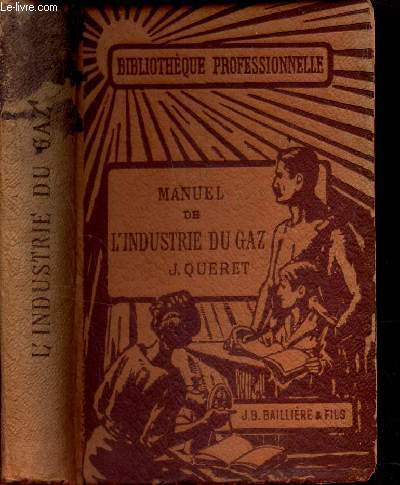 Le-livre.com
BIBLIOTHÈQUE PROFESSIONNELLE
MANUEL
DE
L'INDUSTRIE DU GAZ
J. QUERET
J.B. BAILLIÈRE & FILS
L'INDUSTRIE DU GAZ